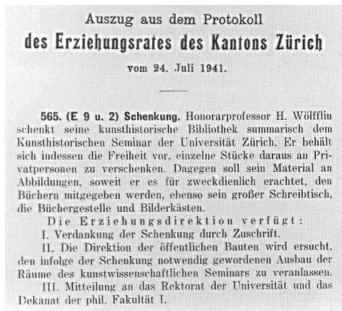 Auszug aus dem Protokoll
des Erziehungsrates des Kantons Zürich
vom 24. Juli 1941.
565. (E 9 u. 2) Schenkung. Honorarprofessor H. Wölfflin
schenkt seine kunsthistorische Bibliothek summarisch dem
Kunsthistorischen Seminar der Universität Zürich. Er behält
sich indessen die Freiheit vor, einzelne Stücke daraus an Pri-
vatpersonen zu verschenken. Dagegen soll sein Material an
Abbildungen, soweit er es für zweckdienlich erachtet, den
Büchern mitgegeben werden, ebenso sein großer Schreibtisch,
die Büchergestelle und Bilderkästen.
Die Erziehungsdirektion verfügt:
I. Verdankung der Schenkung durch Zuschrift.
II. Die Direktion der öffentlichen Bauten wird ersucht,
den infolge der Schenkung notwendig gewordenen Ausbau der
Räume des kunstwissenschaftlichen Seminars zu veranlassen.
III. Mitteilung an das Rektorat der Universität und das
Dekanat der phil. Fakultät I.